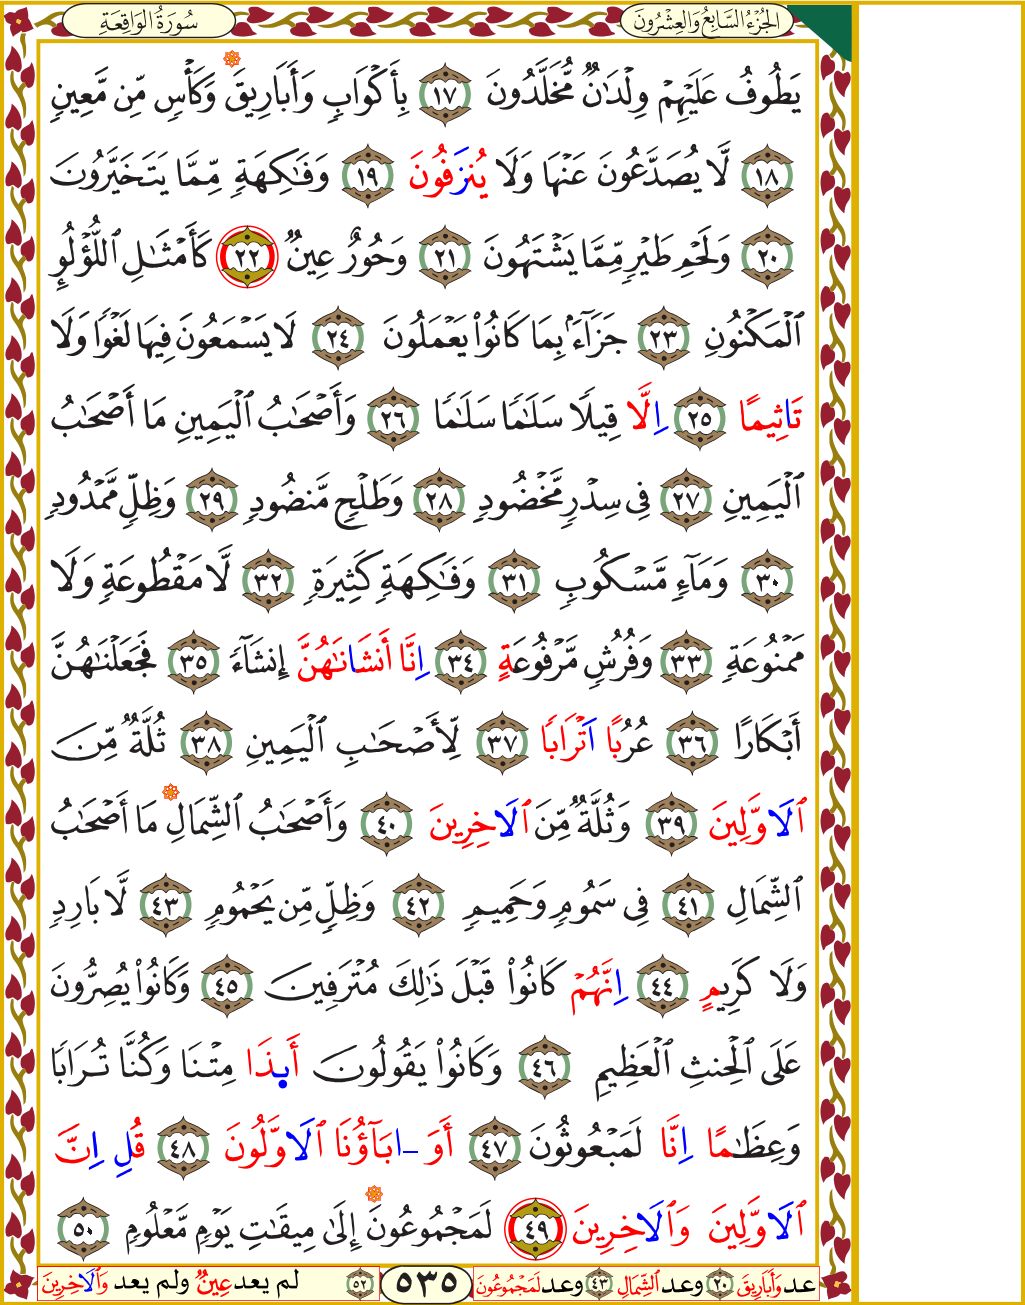 الجُزْءُ السَّابِعُ وَالعِشْرُونَ
سُورَةُ الوَاقِعَةِ
يَطُوفُ عَلَيْهِمْ وِلْدَٰنٌ مُّخَلَّدُونَ ١٧ بِأَكْوَابٍ وَأَبَارِيقَ وَكَأْسٍ مِّن مَّعِينٍ
١٨ لَّا يُصَدَّعُونَ عَنْهَا وَلَا يُنزَفُونَ ١٩ وَفَٰكِهَةٍ مِّمَّا يَتَخَيَّرُونَ
٢٠ وَلَحْمِ طَيْرٍ مِّمَّا يَشْتَهُونَ ٢١ وَحُورٌ عِينٌ ٢٢ كَأَمْثَٰلِ ٱللُّؤْلُؤِ
ٱلْمَكْنُونِ ٢٣ جَزَآءًۢ بِمَا كَانُوا۟ يَعْمَلُونَ ٢٤ لَا يَسْمَعُونَ فِيهَا لَغْوًا وَلَا
تَاثِيمًا ٢٥ اِلَّا قِيلًا سَلَٰمًا سَلَٰمًا ٢٦ وَأَصْحَٰبُ ٱلْيَمِينِ مَا أَصْحَٰبُ
ٱلْيَمِينِ ٢٧ فِى سِدْرٍ مَّخْضُودٍ ٢٨ وَطَلْحٍ مَّنضُودٍ ٢٩ وَظِلٍّ مَّمْدُودٍ
٣٠ وَمَآءٍ مَّسْكُوبٍ ٣١ وَفَٰكِهَةٍ كَثِيرَةٍ ٣٢ لَّا مَقْطُوعَةٍ وَلَا
مَمْنُوعَةٍ ٣٣ وَفُرُشٍ مَّرْفُوعَةٍ ٣٤ اِنَّا أَنشَانَٰهُنَّ إِنشَآءً ٣٥ فَجَعَلْنَٰهُنَّ
أَبْكَارًا ٣٦ عُرُبًا اَتْرَابًا ٣٧ لِّأَصْحَٰبِ ٱلْيَمِينِ ٣٨ ثُلَّةٌ مِّنَ
ٱلَاوَّلِينَ ٣٩ وَثُلَّةٌ مِّنَ ٱلَاخِرِينَ ٤٠ وَأَصْحَٰبُ ٱلشِّمَالِ مَا أَصْحَٰبُ
ٱلشِّمَالِ ٤١ فِى سَمُومٍ وَحَمِيمٍ ٤٢ وَظِلٍّ مِّن يَحْمُومٍ ٤٣ لَّا بَارِدٍ
وَلَا كَرِيمٍ ٤٤ اِنَّهُمْ كَانُوا۟ قَبْلَ ذَٰلِكَ مُتْرَفِينَ ٤٥ وَكَانُوا۟ يُصِرُّونَ
عَلَى ٱلْحِنثِ ٱلْعَظِيمِ ٤٦ وَكَانُوا۟ يَقُولُونَ أَىِٕذَا مِتْنَا وَكُنَّا تُرَابًا
وَعِظَٰمًا اِنَّا لَمَبْعُوثُونَ ٤٧ أَوَ ـابَآؤُنَا ٱلَاوَّلُونَ ٤٨ قُلِ اِنَّ
ٱلَاوَّلِينَ وَٱلَاخِرِينَ ٤٩ لَمَجْمُوعُونَ إِلَىٰ مِيقَٰتِ يَوْمٍ مَّعْلُومٍ ٥٠
عد وَأَبَارِيقَ ٢٠ وعد ٱلشِّمَالِ ٤٣ وعد لَمَجْمُوعُونَ ٥٢
٥٣٥
لم يعد عِينٌ ولم يعد وَٱلَاخِرِينَ